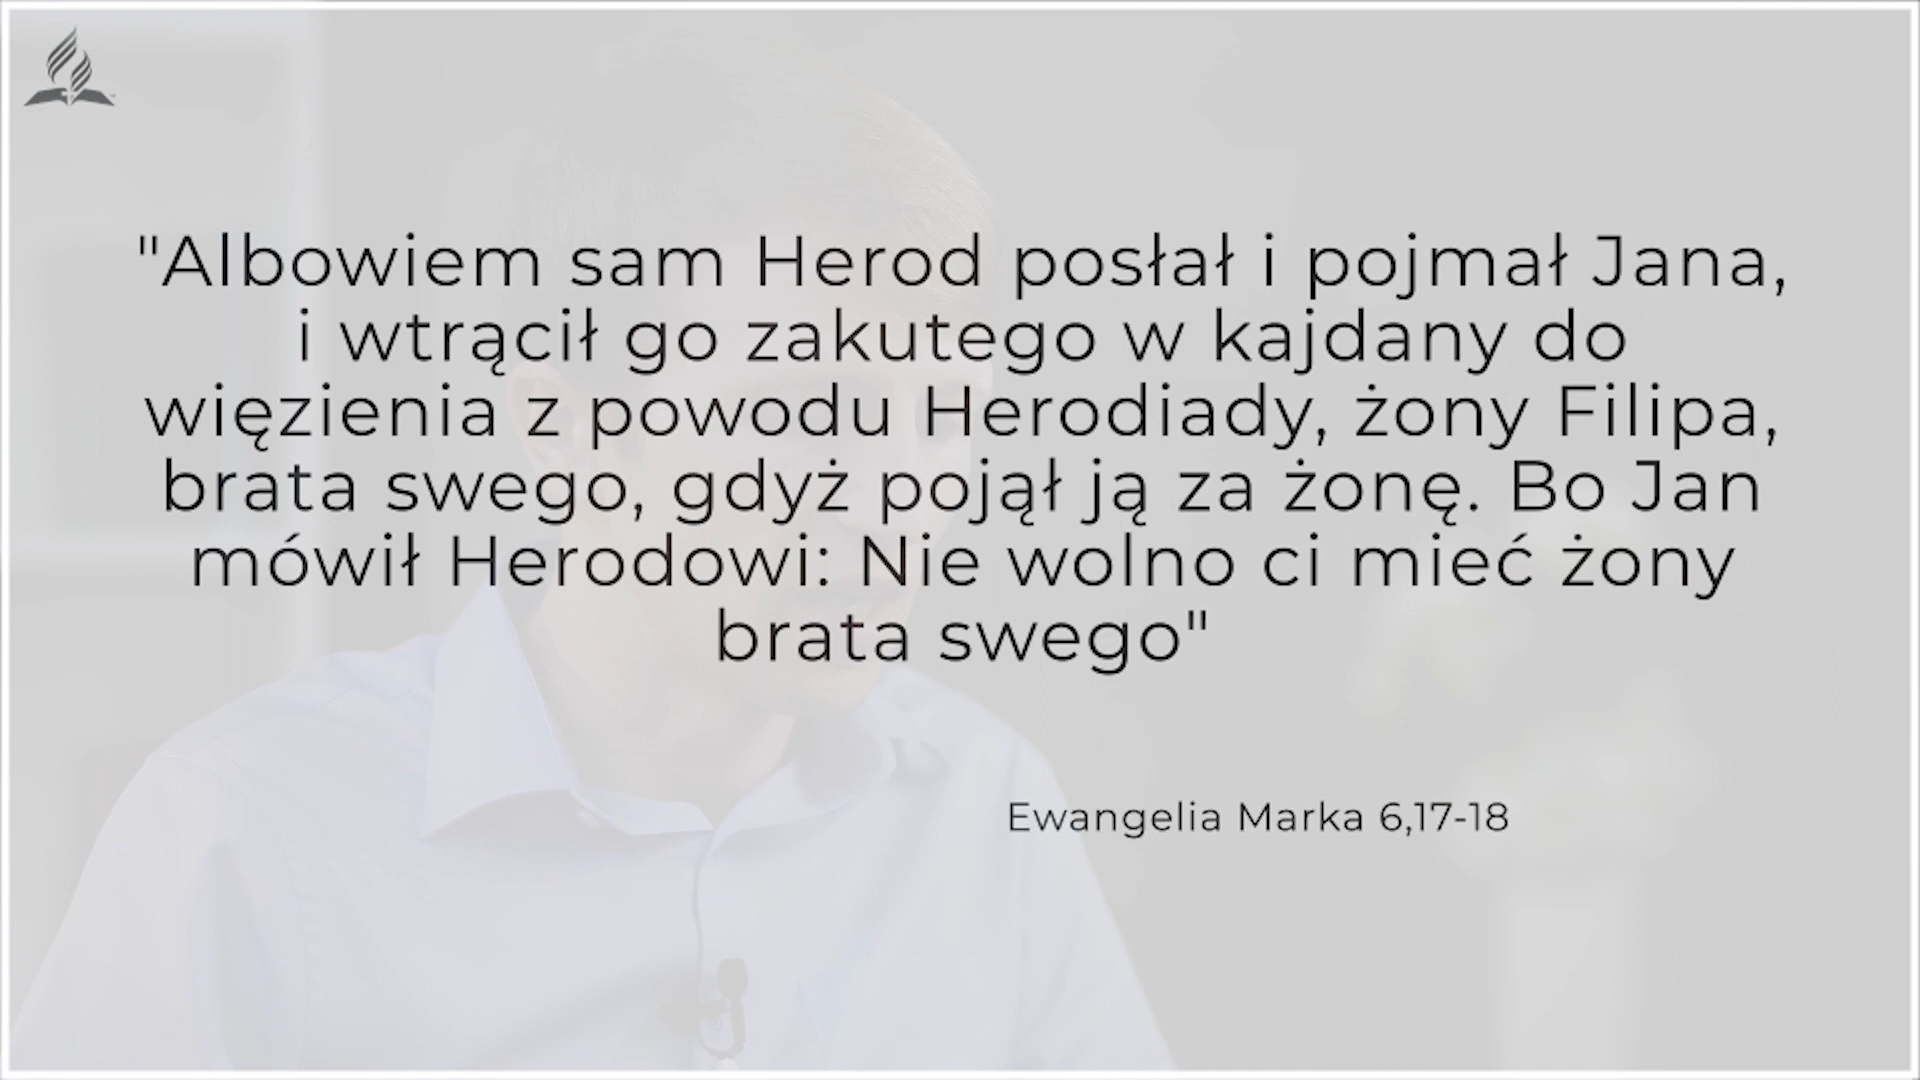 "Albowiem sam Herod posłał i pojmał Jana,
i wtrącił go zakutego w kajdany do
więzienia z powodu Herodiady, żony Filipa,
brata swego, gdyż pojął ją za żonę. Bo Jan
mówił Herodowi: Nie wolno ci mieć żony
brata swego"
Ewangelia Marka 6,17-18